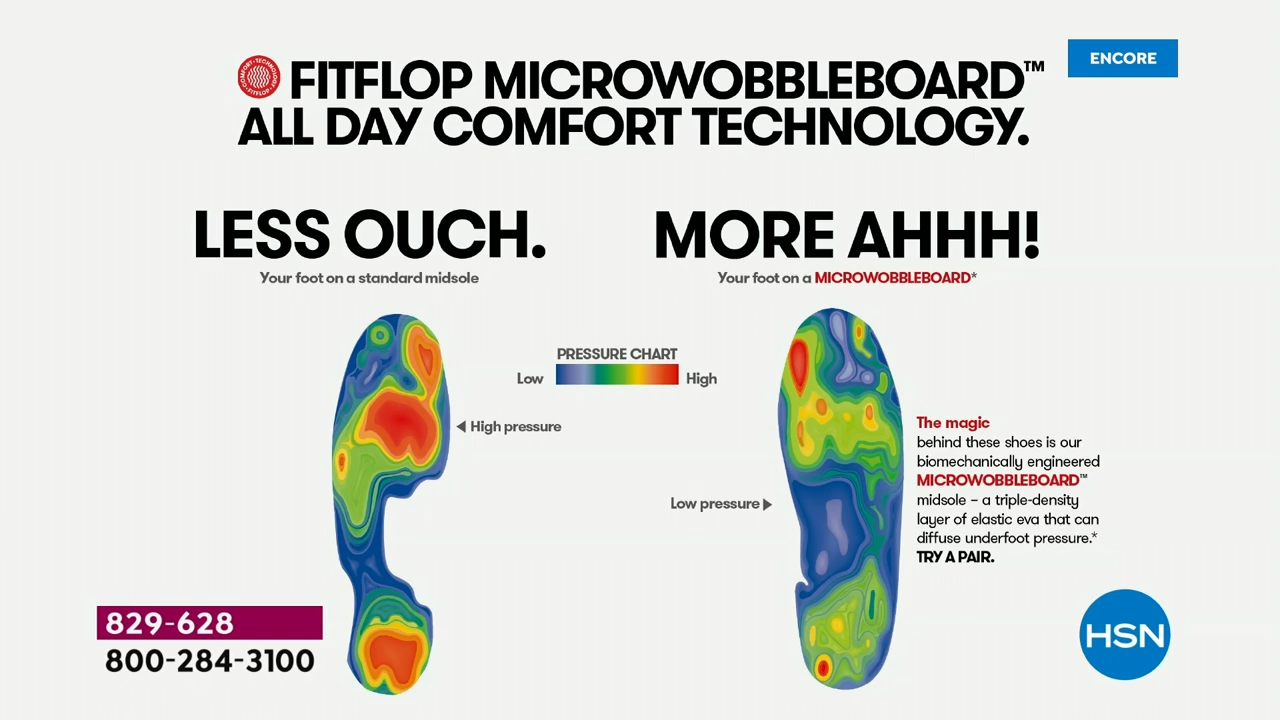 FITFLOP MICROWOBBLEBOARD™
ALL DAY COMFORT TECHNOLOGY.
ENCORE
LESS OUCH.
Your foot on a standard midsole
MORE AHHH!
Your foot on a MICROWOBBLEBOARD*
PRESSURE CHART
Low
High
High pressure
Low pressure
The magic
behind these shoes is our
biomechanically engineered
MICROWOBBLEBOARD™
midsole – a triple-density
layer of elastic eva that can
diffuse underfoot pressure.*
TRY A PAIR.
829-628
800-284-3100
HSN